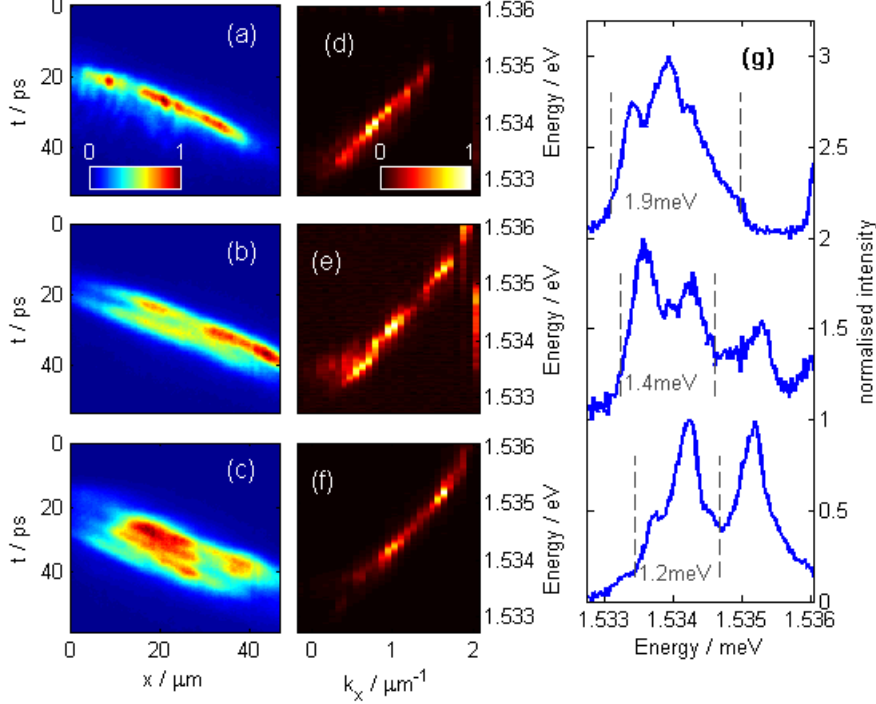 0
20
40
t / ps
(a)
0 1
(d)
0 1
1.536
1.535
1.534
1.533
Energy / eV
0
20
40
t / ps
(b)
(e)
1.536
1.535
1.534
1.533
Energy / eV
0
20
40
t / ps
(c)
(f)
1.536
1.535
1.534
1.533
Energy / eV
0 20 40
x / μm
0 1 2
kx / μm-1
(g)
1.9meV
1.4meV
1.2meV
3
2.5
2
1.5
1
0.5
0
normalised intensity
1.533 1.534 1.535 1.536
Energy / meV